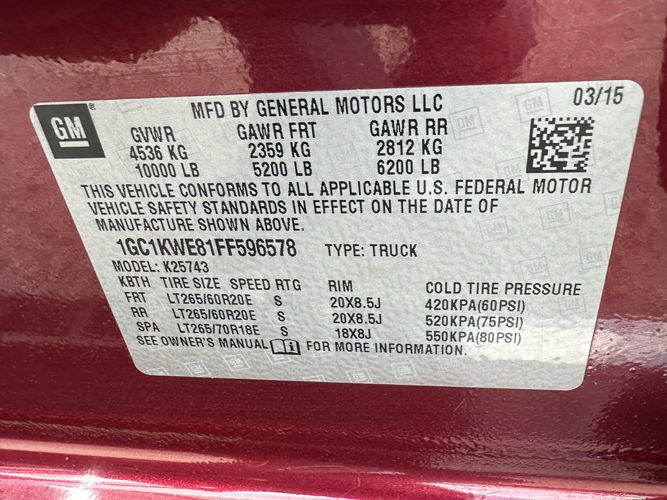 GM
®
MFD BY GENERAL MOTORS LLC
03/15
GVWR GAWR FRT GAWR RR
4536 KG 2359 KG 2812 KG
10000 LB 5200 LB 6200 LB
THIS VEHICLE CONFORMS TO ALL APPLICABLE U.S. FEDERAL MOTOR
VEHICLE SAFETY STANDARDS IN EFFECT ON THE DATE OF
MANUFACTURE SHOWN ABOVE.
1GC1KWE81FF596578 TYPE: TRUCK
MODEL: K25743
KBTH TIRE SIZE SPEED RTG RIM COLD TIRE PRESSURE
FRT LT265/60R20E S 20X8.5J 420KPA(60PSI)
RR LT265/60R20E S 20X8.5J 520KPA(75PSI)
SPA LT265/70R18E S 18X8J 550KPA(80PSI)
SEE OWNER'S MANUAL FOR MORE INFORMATION.